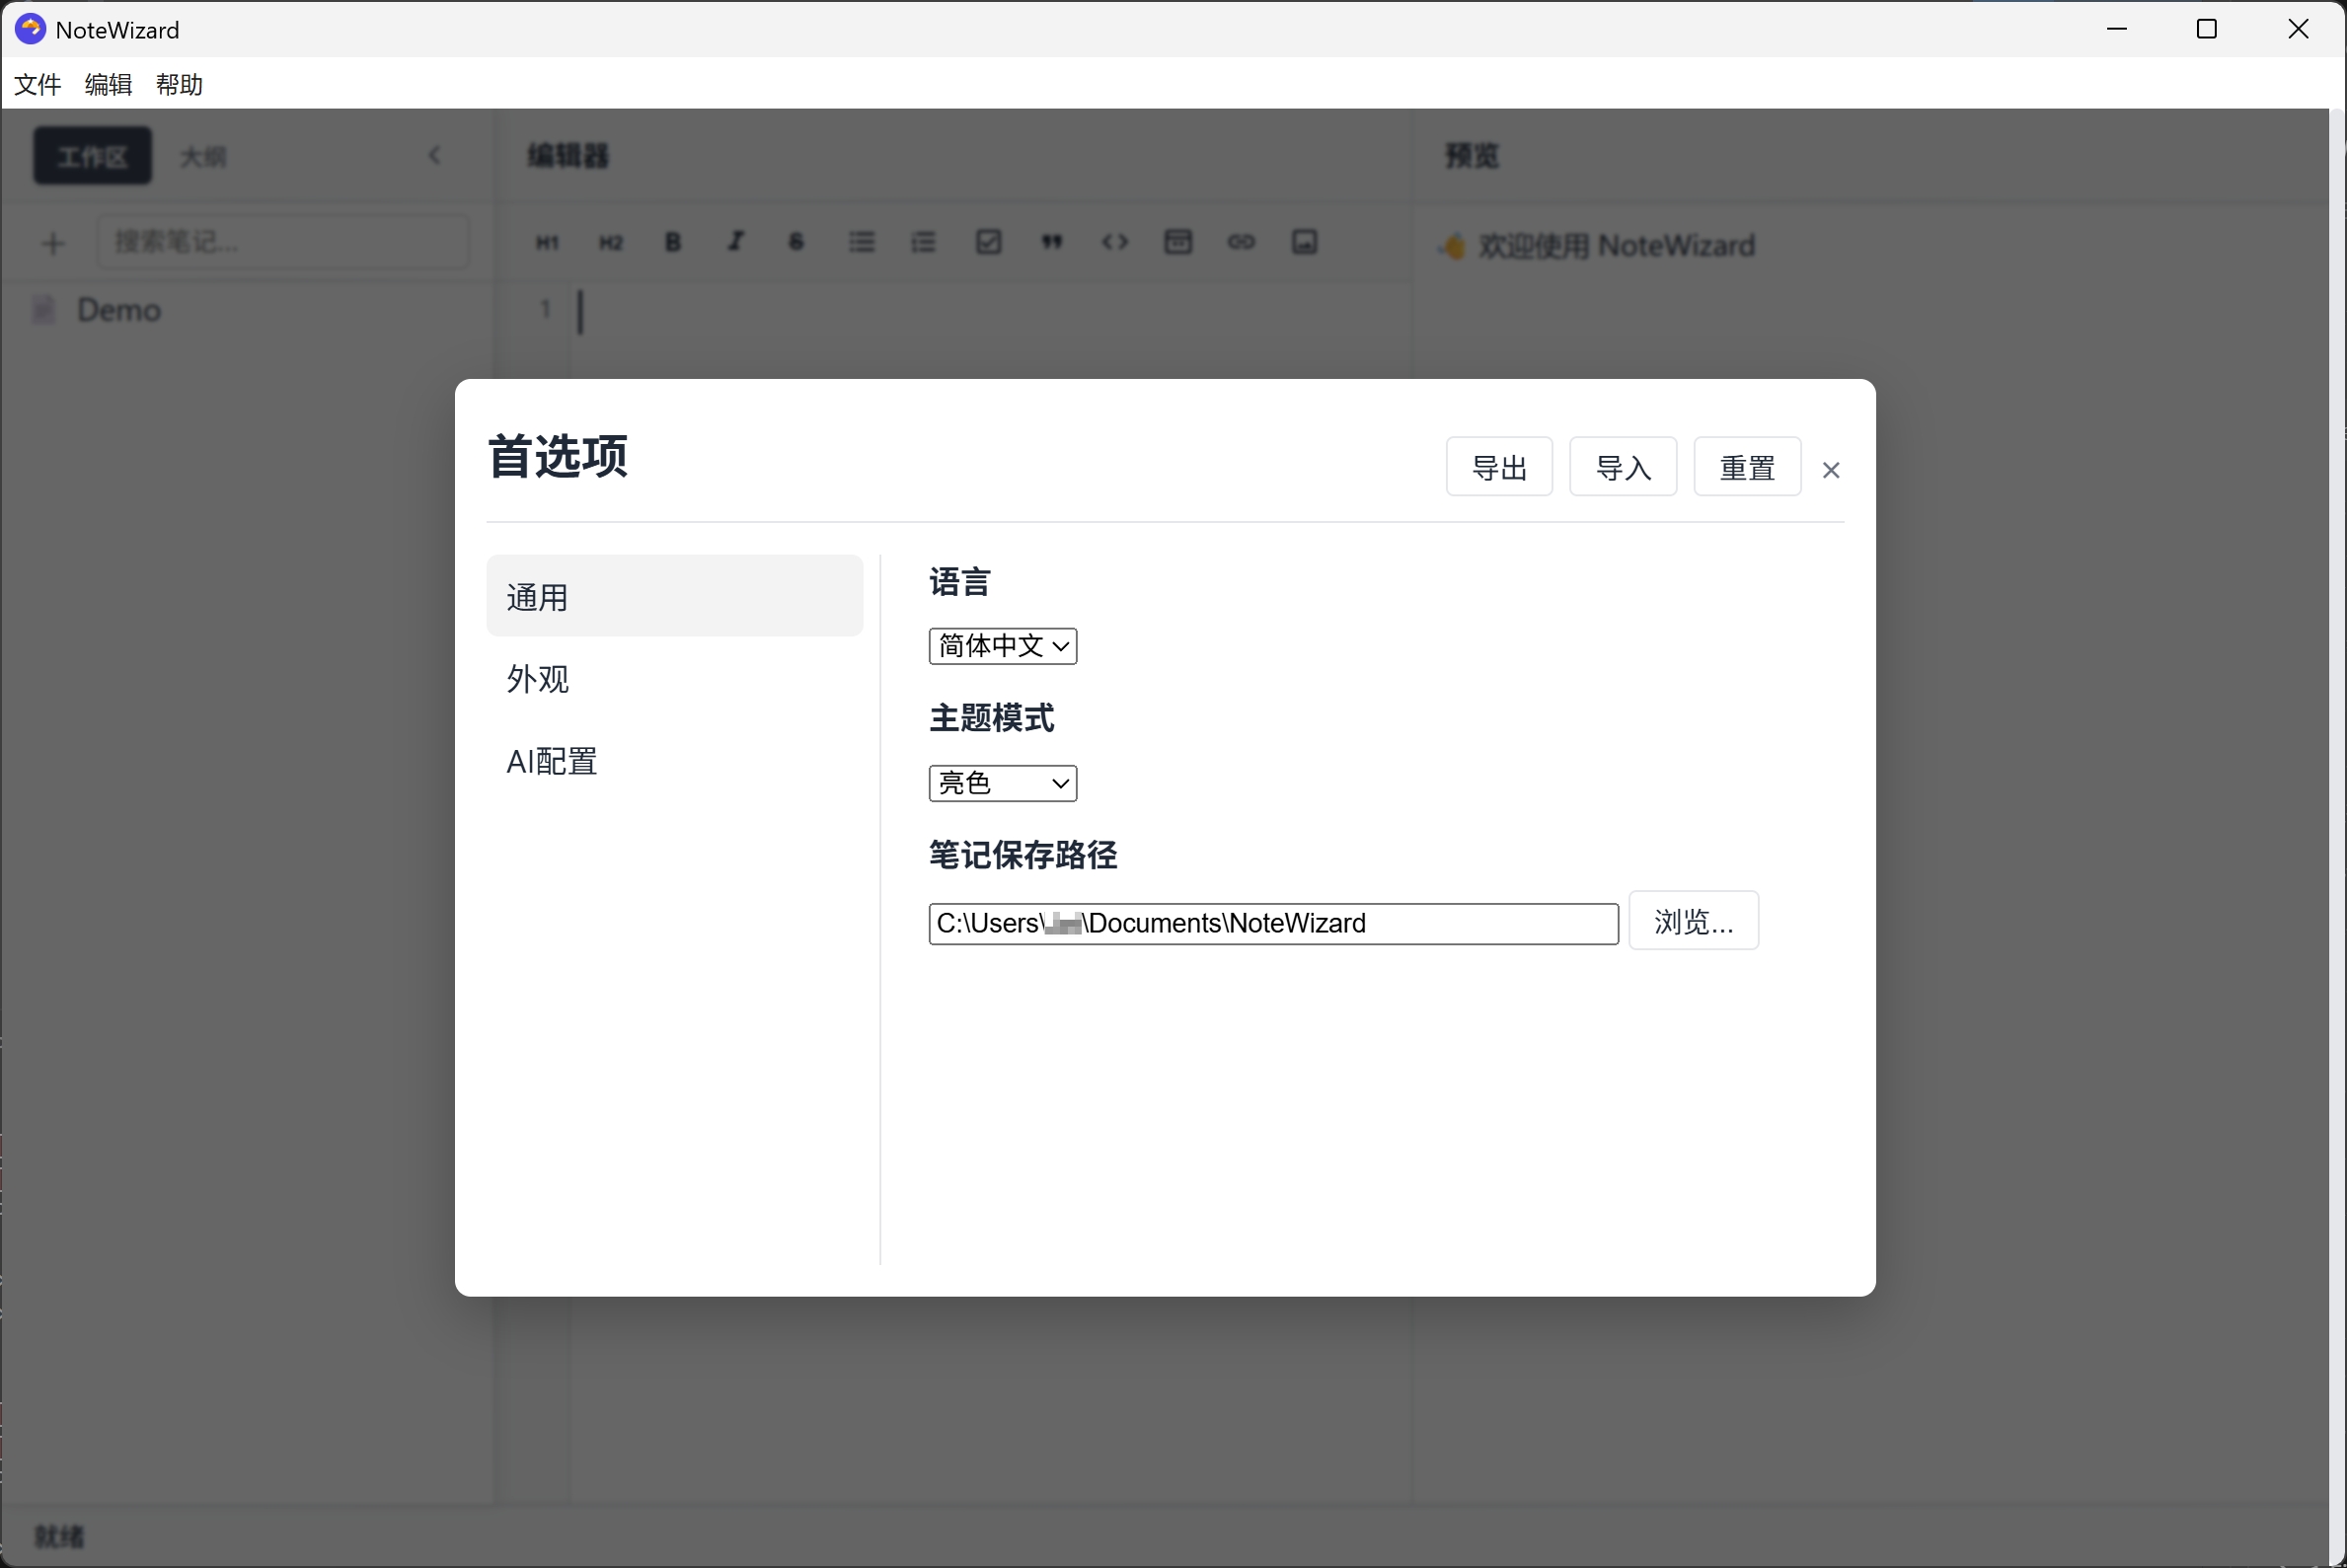 NoteWizard
文件 编辑 帮助
工作区 大纲
编辑器
预览
搜索笔记...
H1 H2 B I S
欢迎使用 NoteWizard
Demo
1
首选项
导出 导入 重置
通用
外观
AI配置
语言
简体中文
主题模式
亮色
笔记保存路径
C:\Users\ \Documents\NoteWizard
浏览...
就绪